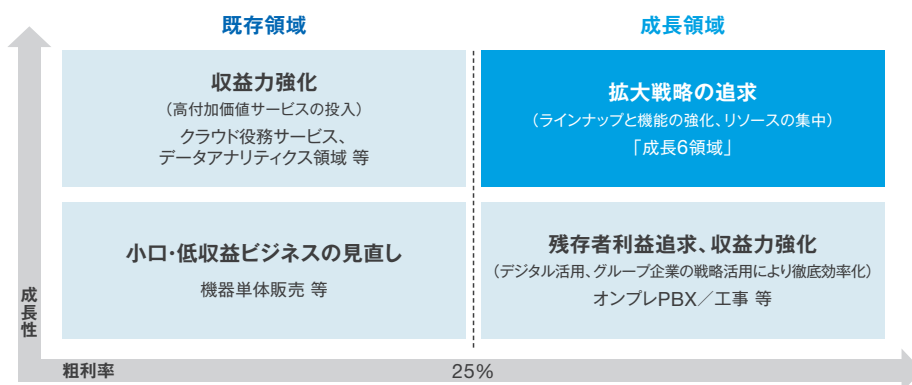 既存領域
成長領域
収益力強化
（高付加価値サービスの投入）
クラウド役務サービス、
データアナリティクス領域 等
拡大戦略の追求
（ラインナップと機能の強化、リソースの集中）
「成長6領域」
小口・低収益ビジネスの見直し
機器単体販売 等
残存者利益追求、収益力強化
（デジタル活用、グループ企業の戦略活用により徹底効率化）
オンプレPBX／工事 等
成長性
粗利率
25%